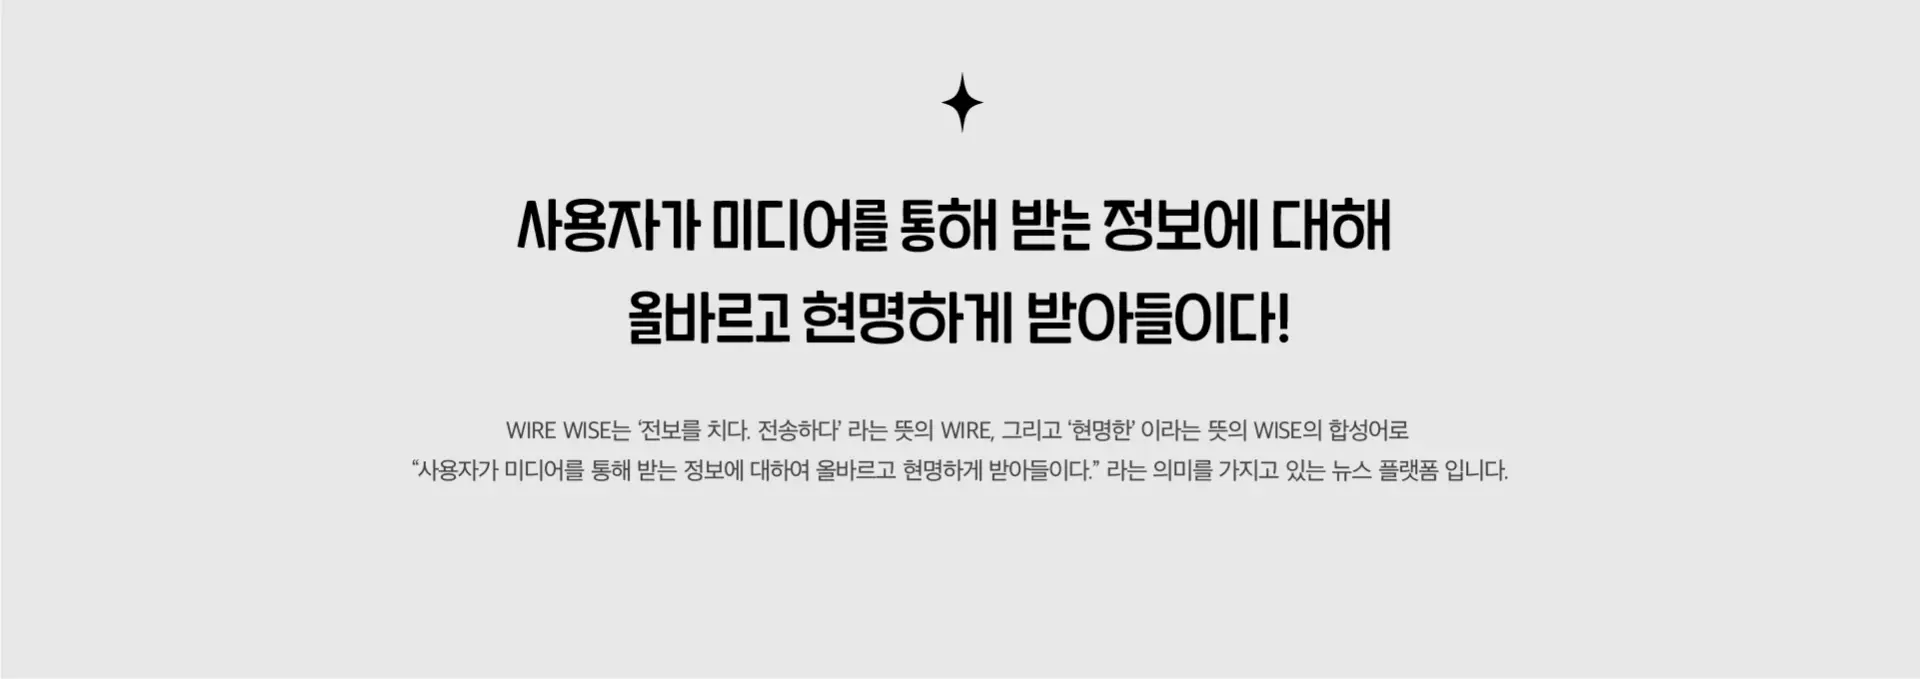 사용자가 미디어를 통해 받는 정보에 대해
올바르고 현명하게 받아들이다!
WIRE WISE는 ‘전보를 치다. 전송하다’ 라는 뜻의 WIRE, 그리고 ‘현명한’ 이라는 뜻의 WISE의 합성어로
“사용자가 미디어를 통해 받는 정보에 대하여 올바르고 현명하게 받아들이다.” 라는 의미를 가지고 있는 뉴스 플랫폼 입니다.